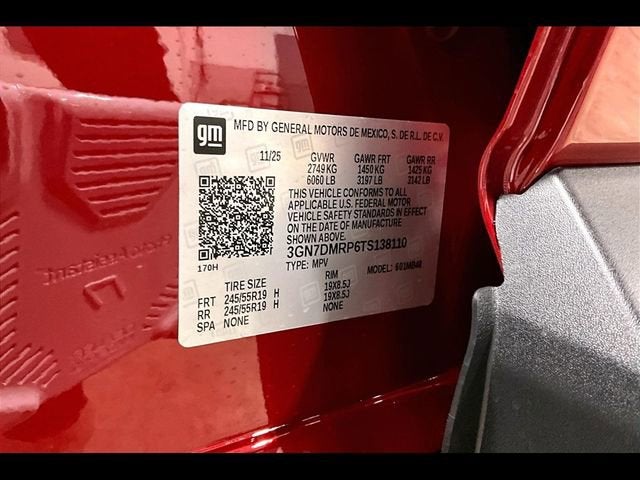 gm
MFD BY GENERAL MOTORS DE MEXICO, S. DE R.L. DE C.V.
11/25 GVWR GAWR FRT GAWR RR
2749 KG 1450 KG 1425 KG
6060 LB 3197 LB 3142 LB
THIS VEHICLE CONFORMS TO ALL
APPLICABLE U.S. FEDERAL MOTOR
VEHICLE SAFETY STANDARDS IN EFFECT
ON THE DATE OF MANUFACTURE
SHOWN ABOVE.
3GN7DMRP6TS138110
170H
TYPE: MPV MODEL: 601MB48
TIRE SIZE RIM
FRT 245/55R19 H 19X8.5J
RR 245/55R19 H 19X8.5J
SPA NONE NONE